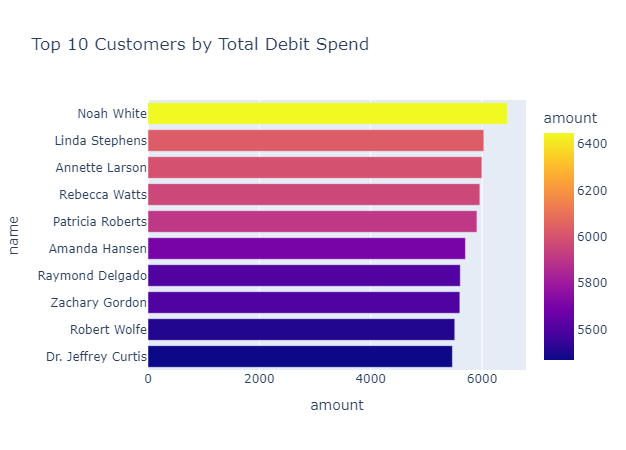 Top 10 Customers by Total Debit Spend
name
Noah White
Linda Stephens
Annette Larson
Rebecca Watts
Patricia Roberts
Amanda Hansen
Raymond Delgado
Zachary Gordon
Robert Wolfe
Dr. Jeffrey Curtis
0 2000 4000 6000
amount
amount
6400
6200
6000
5800
5600